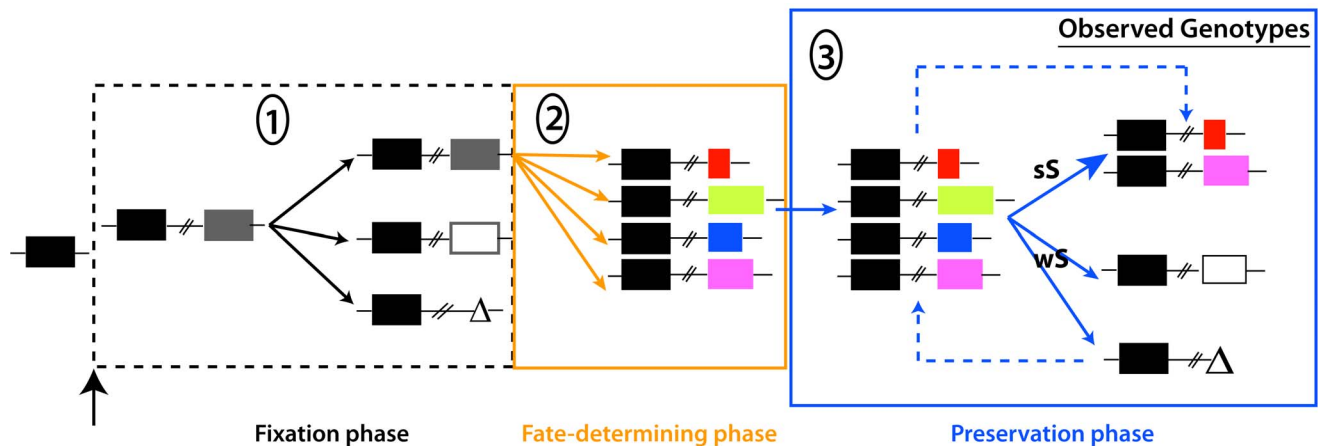 Observed Genotypes
1
2
3
sS
wS
Δ
Δ
Fixation phase
Fate-determining phase
Preservation phase